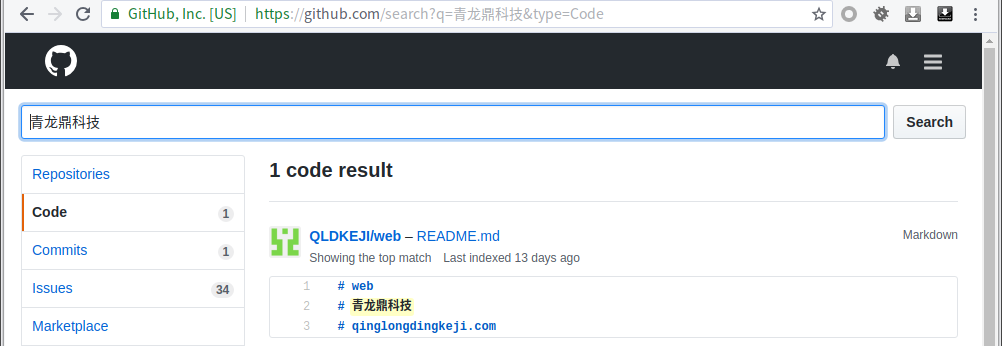 GitHub, Inc. [US] | https://github.com/search?q=青龙鼎科技&type=Code
青龙鼎科技
Search
Repositories
Code 1
Commits 1
Issues 34
Marketplace
1 code result
QLDKEJI/web – README.md
Markdown
Showing the top match Last indexed 13 days ago
1 # web
2 # 青龙鼎科技
3 # qinglongdingkeji.com